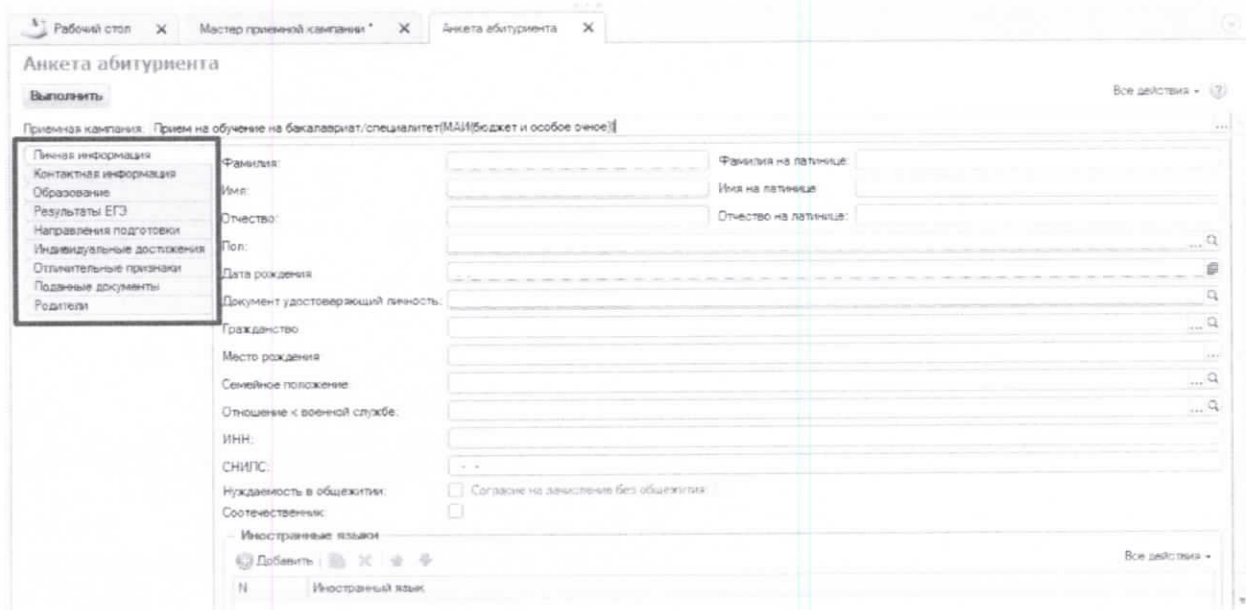 Рабочий стол
Мастер приемной кампании *
Анкета абитуриента
Анкета абитуриента
Выполнить
Все действия
Приемная кампания: Прием на обучение на бакалавриат/специалитет(МАИ(бюджет и особое очное))
Личная информация
Контактная информация
Образование
Результаты ЕГЭ
Направления подготовки
Индивидуальные достижения
Отличительные признаки
Поданные документы
Родители
Фамилия:
Фамилия на латинице:
Имя:
Имя на латинице
Отчество:
Отчество на латинице:
Пол:
Дата рождения
Документ удостоверяющий личность:
Гражданство
Место рождения
Семейное положение
Отношение к военной службе:
ИНН:
СНИЛС: - -
Нуждаемость в общежитии:
Согласие на зачисление без общежития:
Соотечественник:
Иностранные языки
Добавить
Все действия
N
Иностранный язык